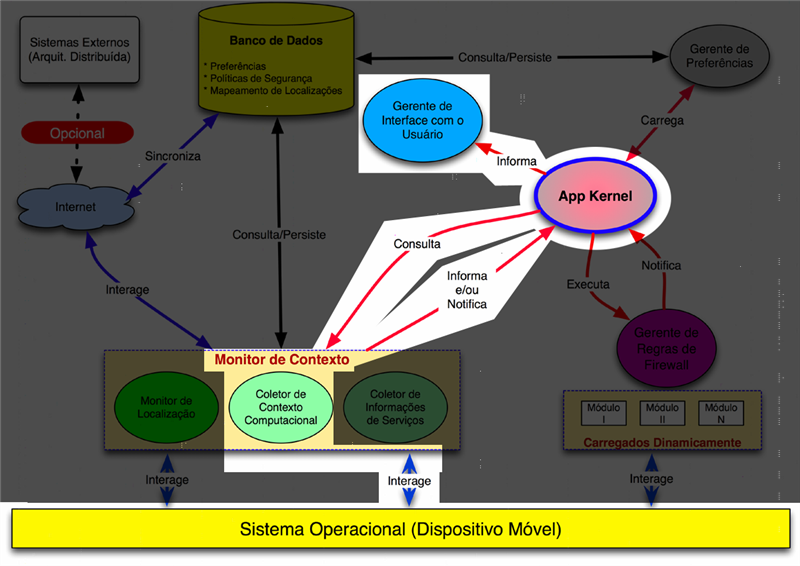 Sistemas Externos
(Arquit. Distribuída)
Banco de Dados
* Preferências
* Políticas de Segurança
* Mapeamento de Localizações
Consulta/Persiste
Gerente de
Preferências
Opcional
Sincroniza
Internet
Gerente de
Interface com o
Usuário
Informa
Carrega
App Kernel
Consulta/Persiste
Consulta
Interage
Informa
e/ou
Notifica
Executa
Notifica
Gerente de
Regras de
Firewall
Monitor de Contexto
Monitor de
Localização
Coletor de
Contexto
Computacional
Coletor de
Informações
de Serviços
Módulo
I
Módulo
II
Módulo
N
Carregados Dinamicamente
Interage
Interage
Interage
Sistema Operacional (Dispositivo Móvel)